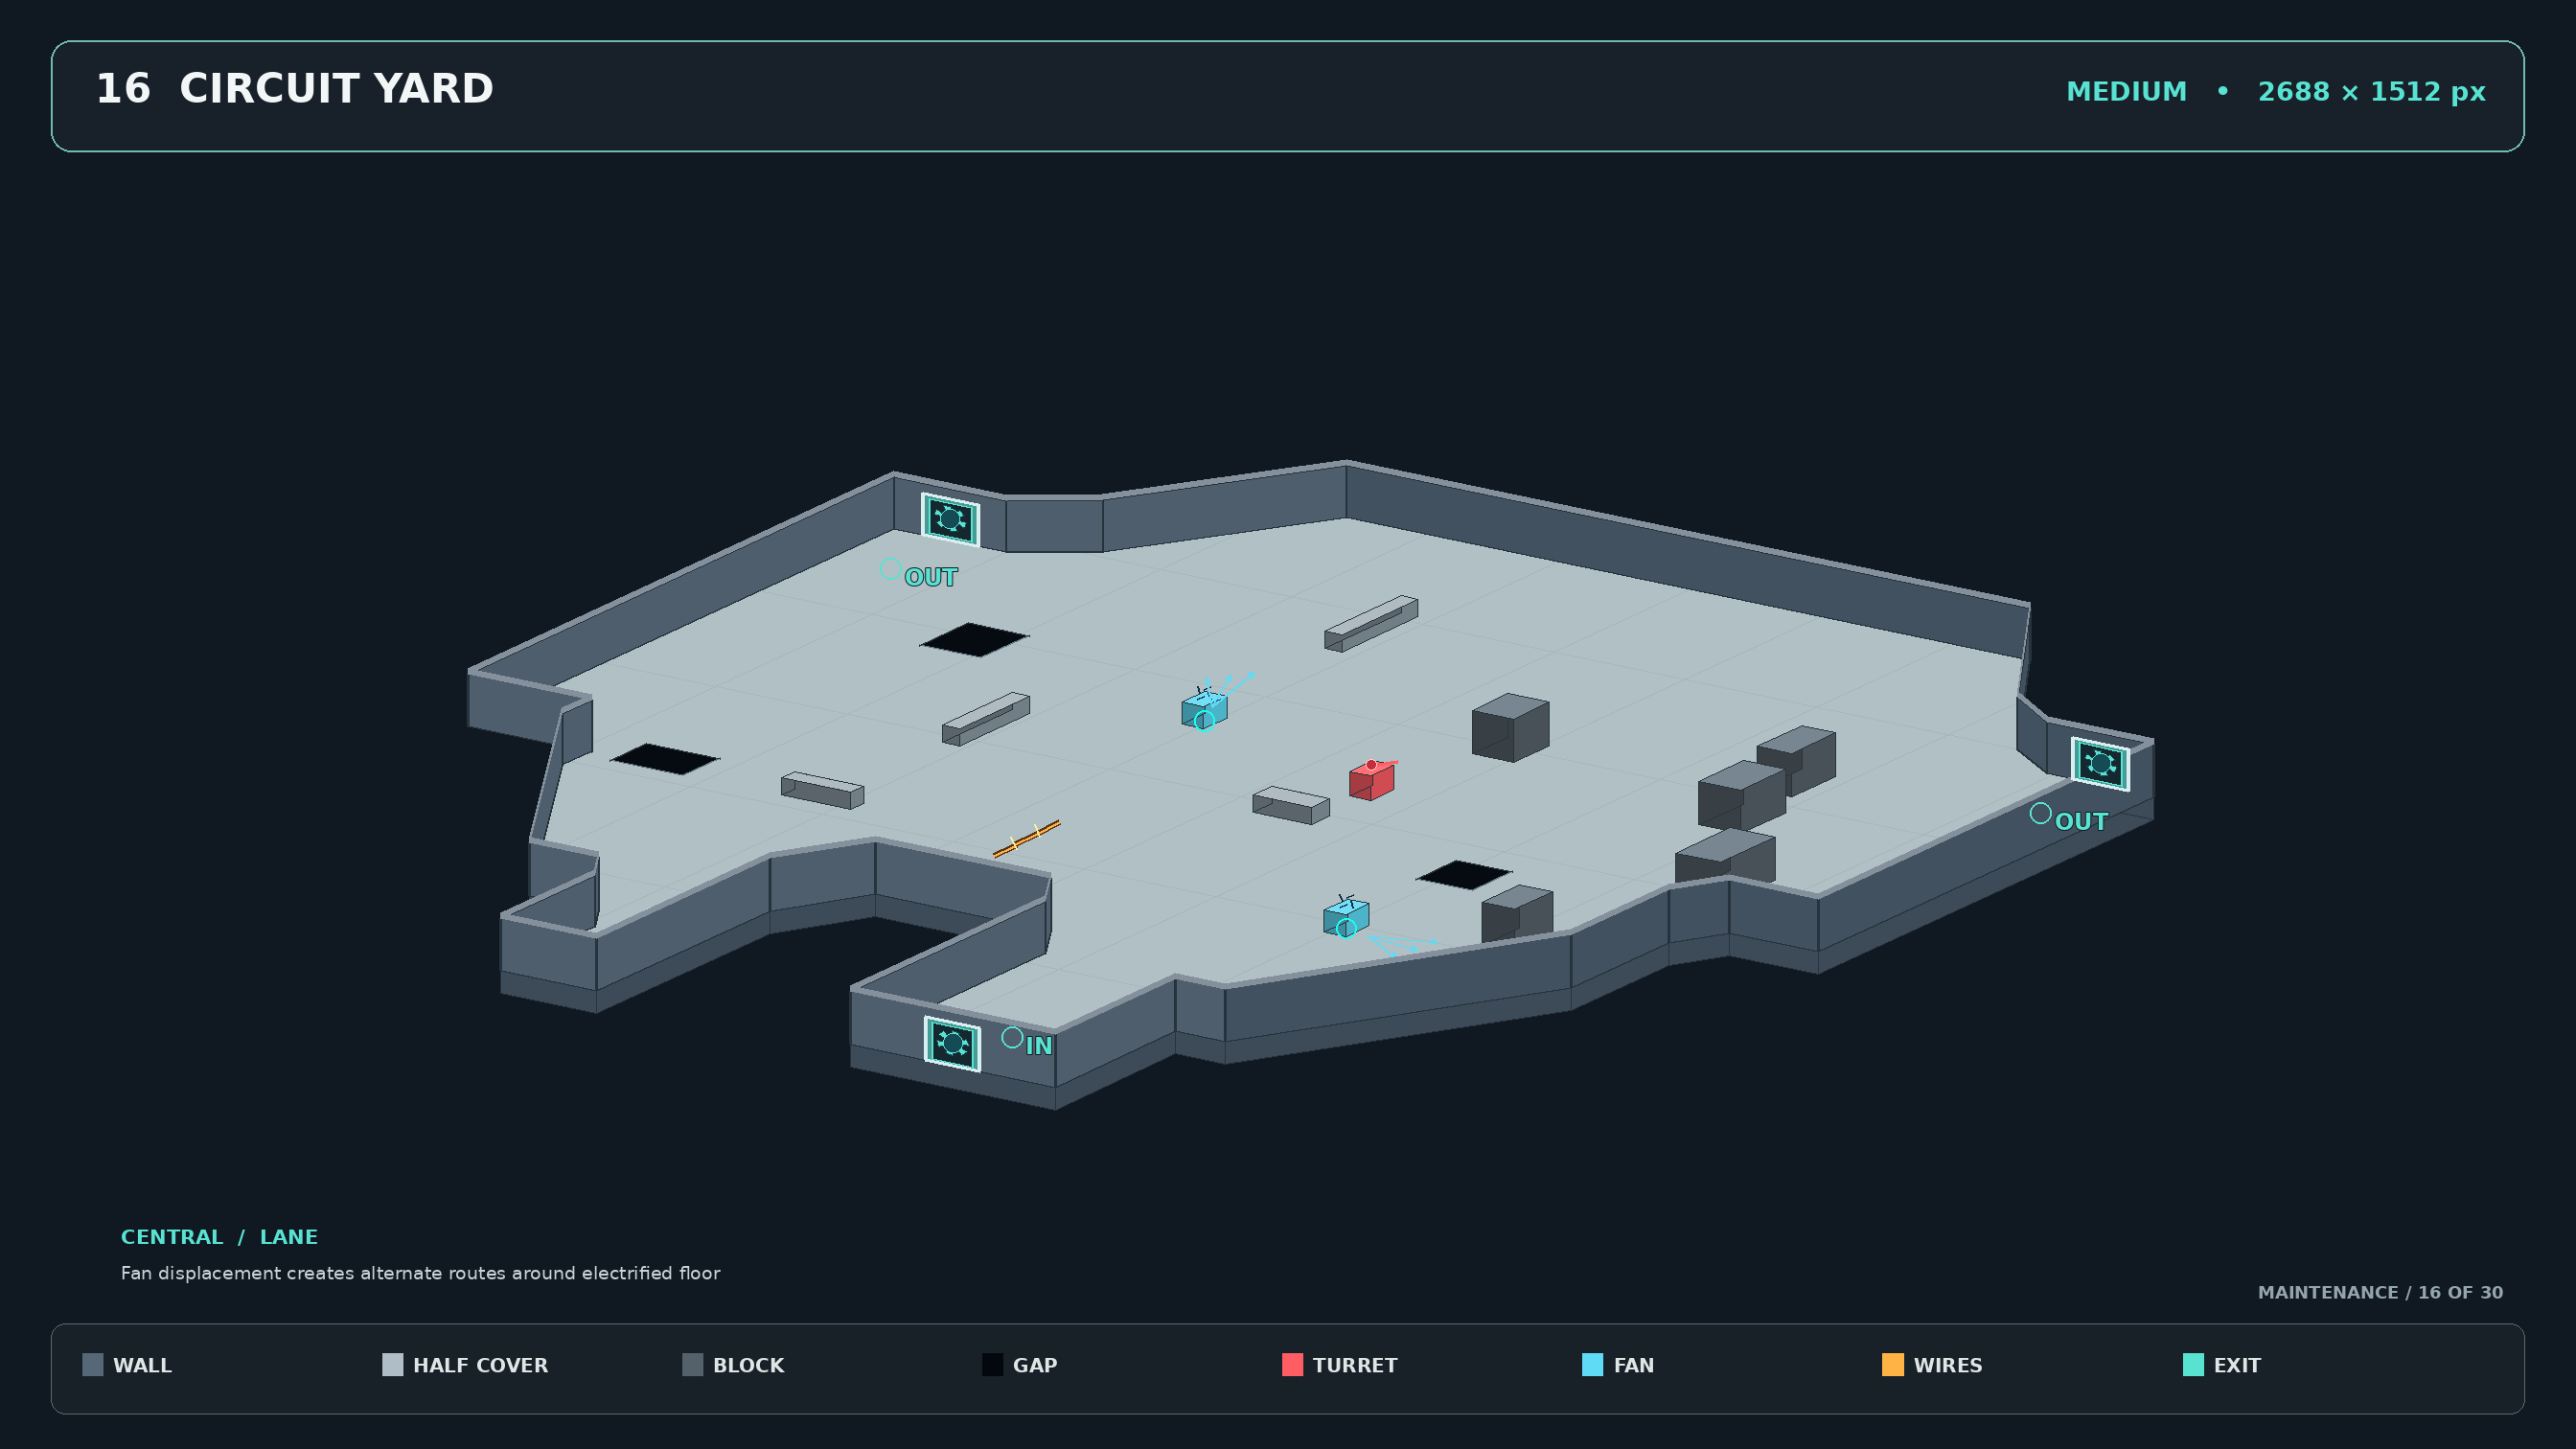 16 CIRCUIT YARD
MEDIUM • 2688 × 1512 px
OUT
OUT
IN
CENTRAL / LANE
Fan displacement creates alternate routes around electrified floor
MAINTENANCE / 16 OF 30
WALL HALF COVER BLOCK GAP TURRET FAN WIRES EXIT